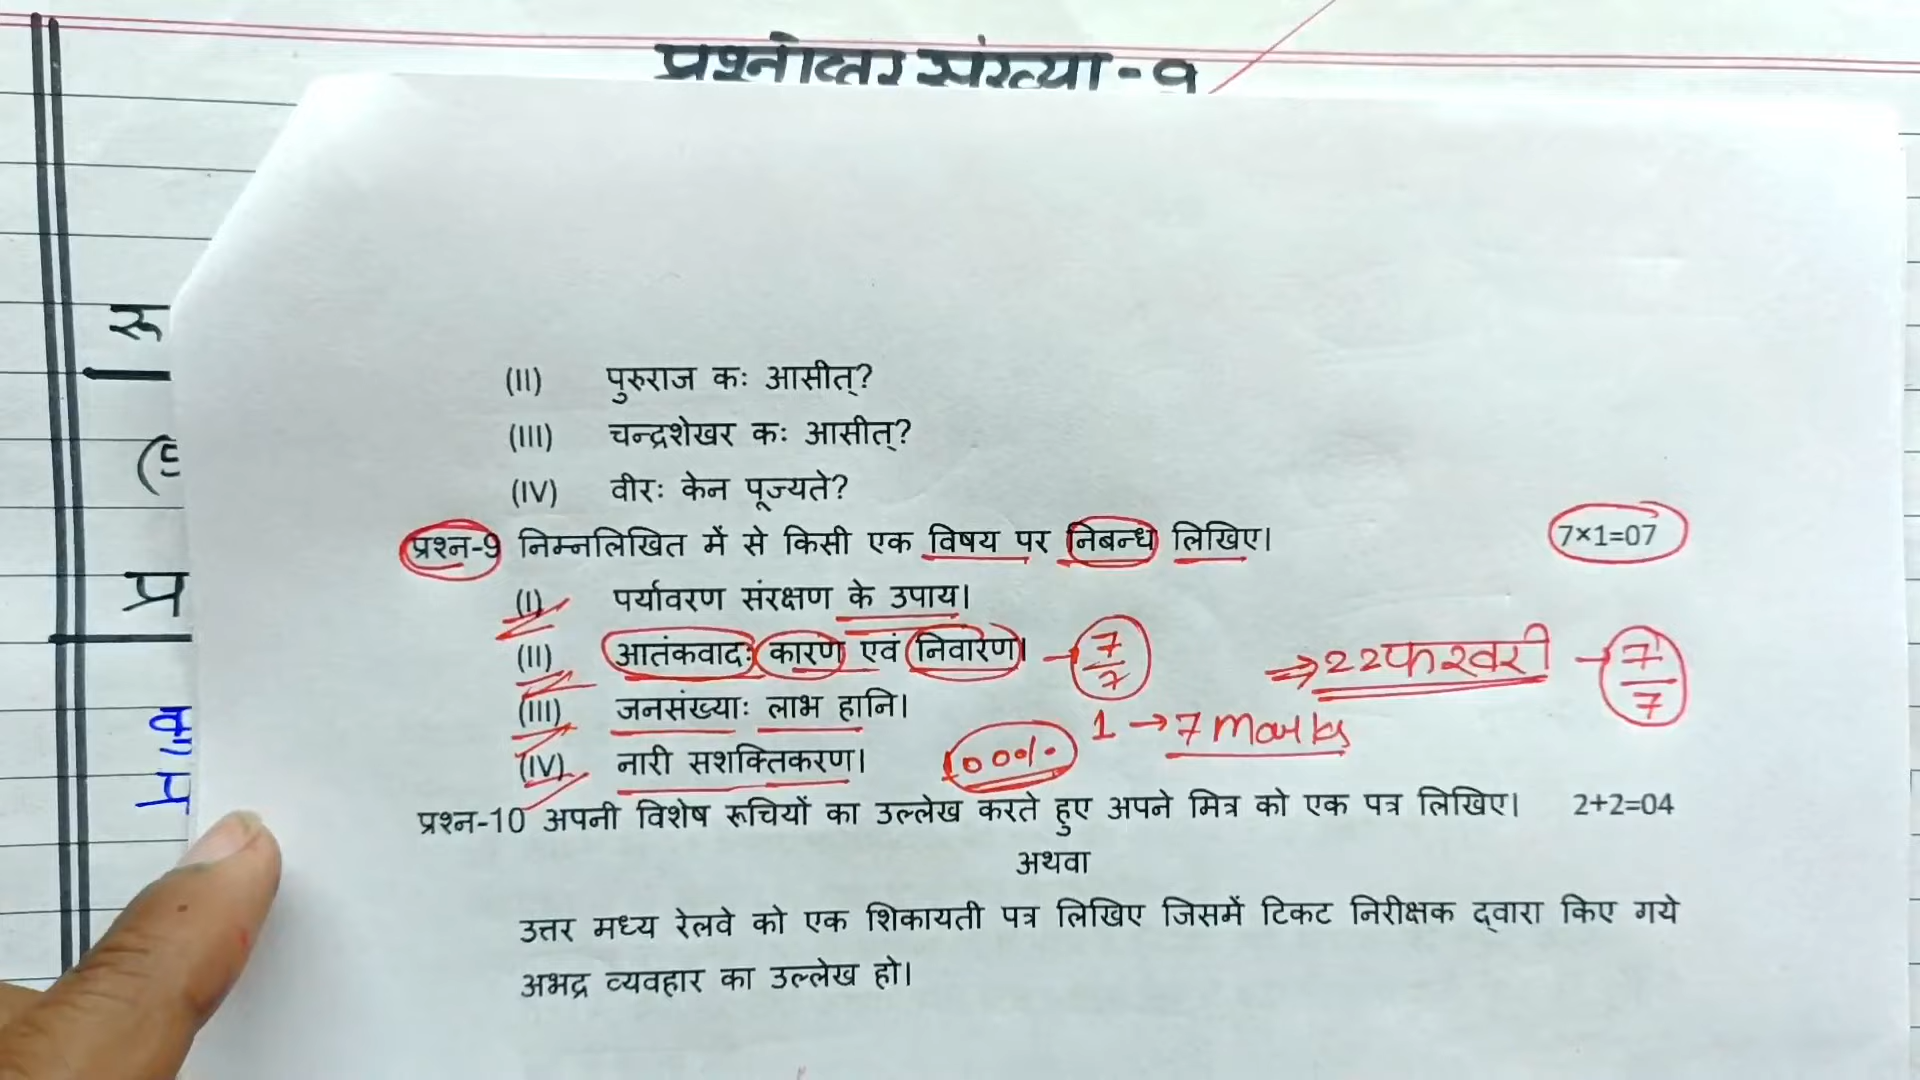 प्रश्नोत्तर संख्या-9
(II) पुरुराज कः आसीत्?
(III) चन्द्रशेखर कः आसीत्?
(IV) वीरः केन पूज्यते?
प्रश्न-9 निम्नलिखित में से किसी एक विषय पर निबन्ध लिखिए। 7×1=07
(I) पर्यावरण संरक्षण के उपाय।
(II) आतंकवादः कारण एवं निवारण। → 7/7 ⇒ 22 फरवरी → 7/7
(III) जनसंख्याः लाभ हानि। 1 → 7 Marks
(IV) नारी सशक्तिकरण। 100%
प्रश्न-10 अपनी विशेष रूचियों का उल्लेख करते हुए अपने मित्र को एक पत्र लिखिए। 2+2=04
अथवा
उत्तर मध्य रेलवे को एक शिकायती पत्र लिखिए जिसमें टिकट निरीक्षक द्वारा किए गये
अभद्र व्यवहार का उल्लेख हो।